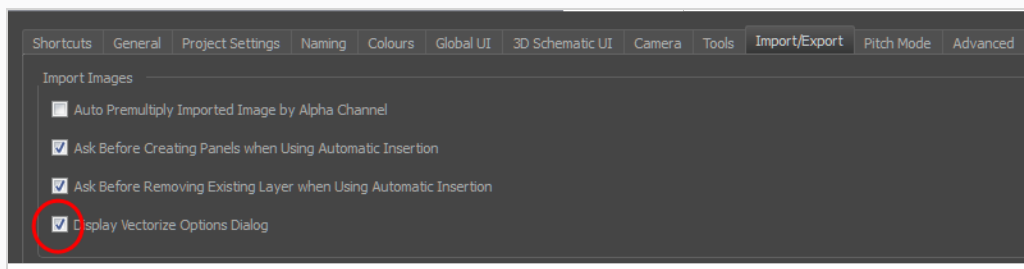 Shortcuts General Project Settings Naming Colours Global UI 3D Schematic UI Camera Tools Import/Export Pitch Mode Advanced
Import Images
Auto Premultiply Imported Image by Alpha Channel
Ask Before Creating Panels when Using Automatic Insertion
Ask Before Removing Existing Layer when Using Automatic Insertion
Display Vectorize Options Dialog